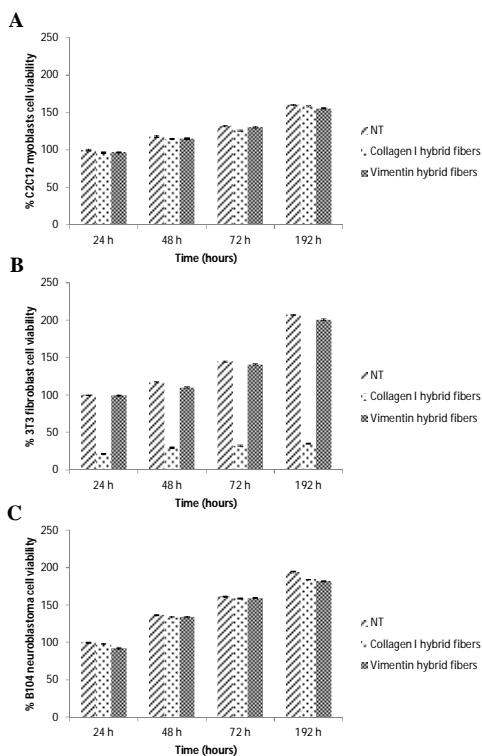 A
% C2C12 myoblasts cell viability
250
200
150
100
50
0
24 h 48 h 72 h 192 h
Time (hours)
NT
Collagen I hybrid fibers
Vimentin hybrid fibers
B
% 3T3 fibroblast cell viability
250
200
150
100
50
0
24 h 48 h 72 h 192 h
Time (hours)
NT
Collagen I hybrid fibers
Vimentin hybrid fibers
C
% B104 neuroblastoma cell viability
250
200
150
100
50
0
24 h 48 h 72 h 192 h
Time (hours)
NT
Collagen I hybrid fibers
Vimentin hybrid fibers